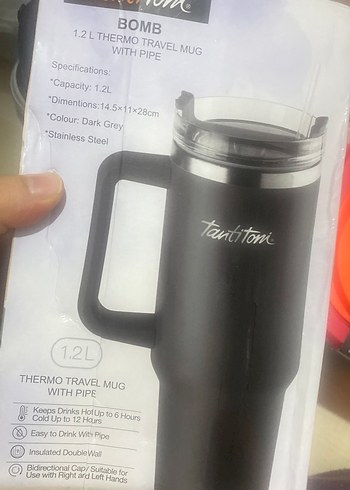 BOMB
1.2 L THERMO TRAVEL MUG
WITH PIPE
Specifications:
*Capacity: 1.2L
*Dimentions:14.5×11×28cm
*Colour: Dark Grey
*Stainless Steel
TantiToni
1.2 L
THERMO TRAVEL MUG
WITH PIPE
Keeps Drinks Hot Up to 6 Hours
Cold Up to 12 Hours
Easy to Drink With Pipe
Insulated Double Wall
Bidirectional Cap/ Suitable for
Use with Right and Left Hands